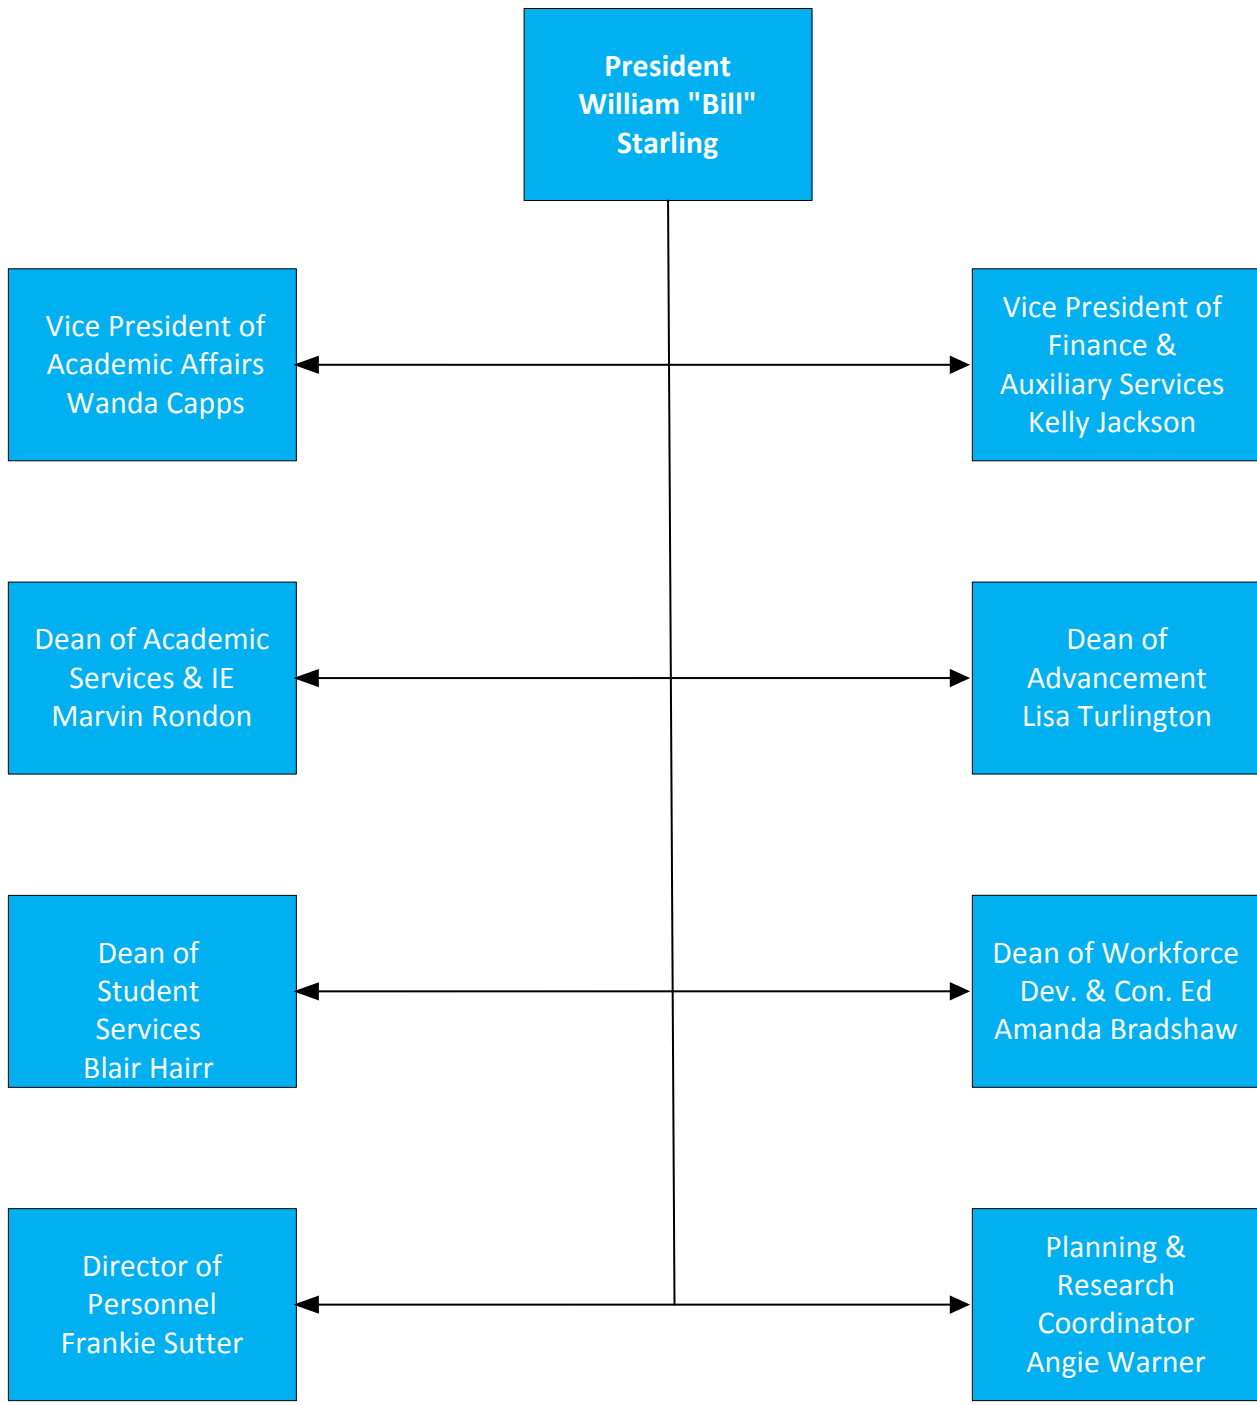 President
William "Bill"
Starling
Vice President of
Academic Affairs
Wanda Capps
Vice President of
Finance &
Auxiliary Services
Kelly Jackson
Dean of Academic
Services & IE
Marvin Rondon
Dean of
Advancement
Lisa Turlington
Dean of
Student
Services
Blair Hairr
Dean of Workforce
Dev. & Con. Ed
Amanda Bradshaw
Director of
Personnel
Frankie Sutter
Planning &
Research
Coordinator
Angie Warner